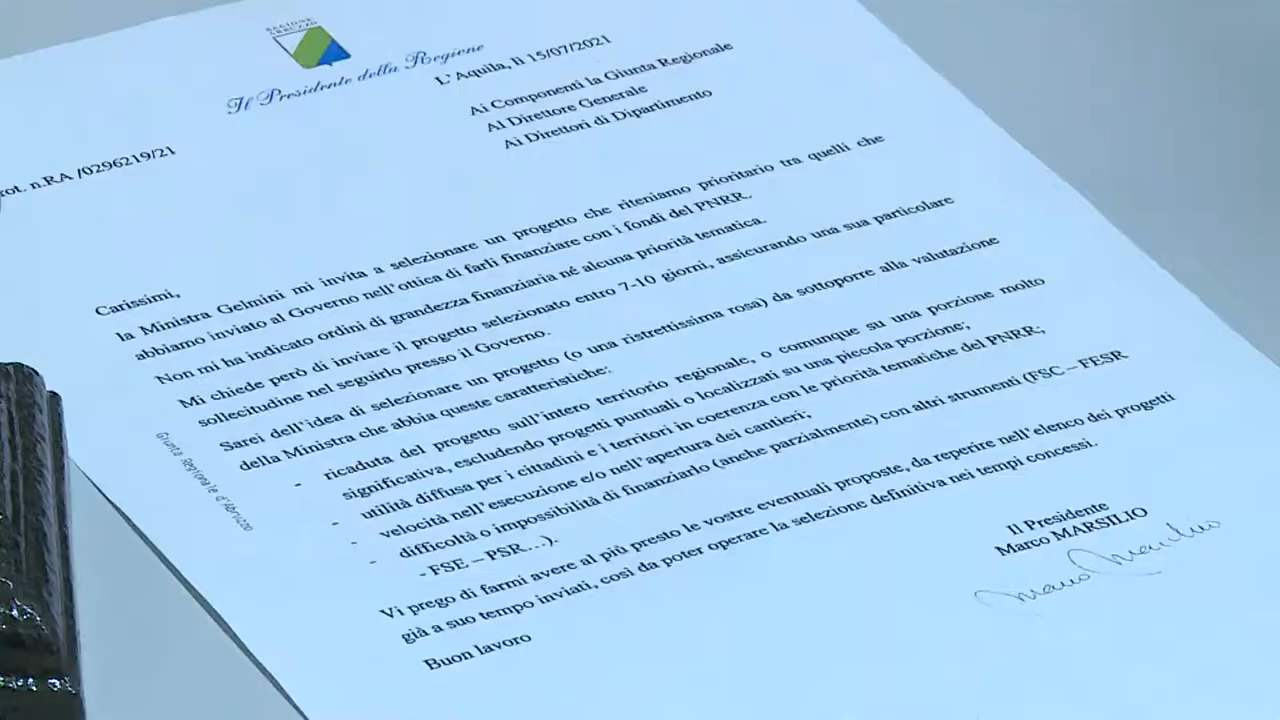 REGIONE
ABRUZZO
Il Presidente della Regione
L'Aquila, lì 15/07/2021
Ai Componenti la Giunta Regionale
Al Direttore Generale
Ai Direttori di Dipartimento
rot. n.RA /0296219/21
Carissimi,
la Ministra Gelmini mi invita a selezionare un progetto che riteniamo prioritario tra quelli che
abbiamo inviato al Governo nell'ottica di farli finanziare con i fondi del PNRR.
Non mi ha indicato ordini di grandezza finanziaria né alcuna priorità tematica.
Mi chiede però di inviare il progetto selezionato entro 7-10 giorni, assicurando una sua particolare
sollecitudine nel seguirlo presso il Governo.
Sarei dell'idea di selezionare un progetto (o una ristrettissima rosa) da sottoporre alla valutazione
della Ministra che abbia queste caratteristiche:
- ricaduta del progetto sull'intero territorio regionale, o comunque su una porzione molto
significativa, escludendo progetti puntuali o localizzati su una piccola porzione;
- utilità diffusa per i cittadini e i territori in coerenza con le priorità tematiche del PNRR;
- velocità nell'esecuzione e/o nell'apertura dei cantieri;
- difficoltà o impossibilità di finanziarlo (anche parzialmente) con altri strumenti (FSC – FESR
- FSE – PSR…).
Vi prego di farmi avere al più presto le vostre eventuali proposte, da reperire nell'elenco dei progetti
già a suo tempo inviati, così da poter operare la selezione definitiva nei tempi concessi.
Buon lavoro
Il Presidente
Marco MARSILIO
Marco Marsilio
Giunta Regionale d'Abruzzo